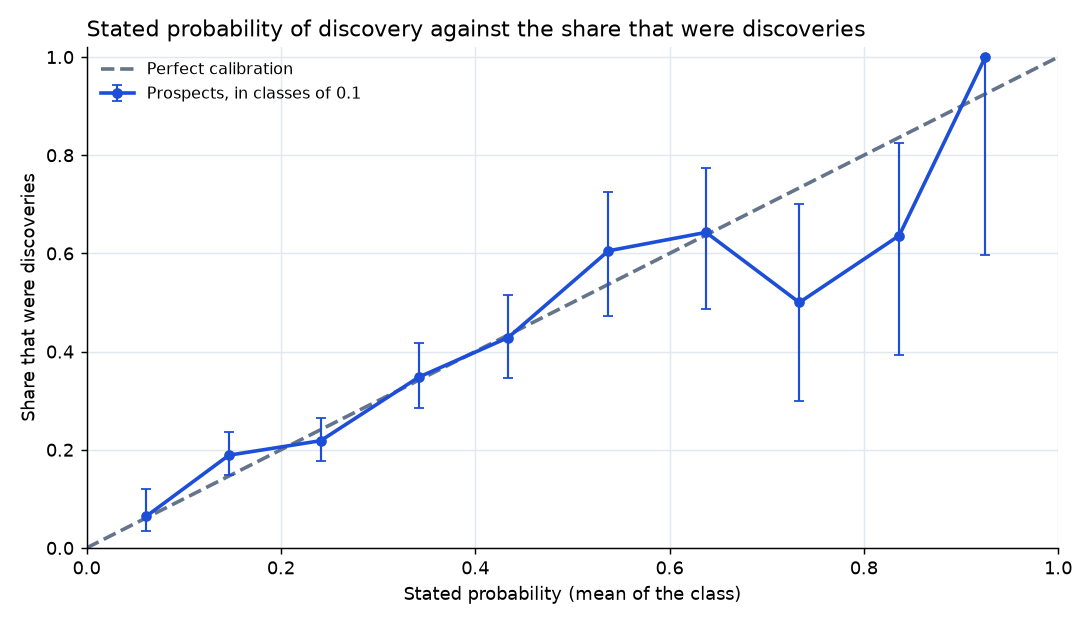 Stated probability of discovery against the share that were discoveries
Perfect calibration
Prospects, in classes of 0.1
Share that were discoveries
1.0
0.8
0.6
0.4
0.2
0.0
0.0 0.2 0.4 0.6 0.8 1.0
Stated probability (mean of the class)